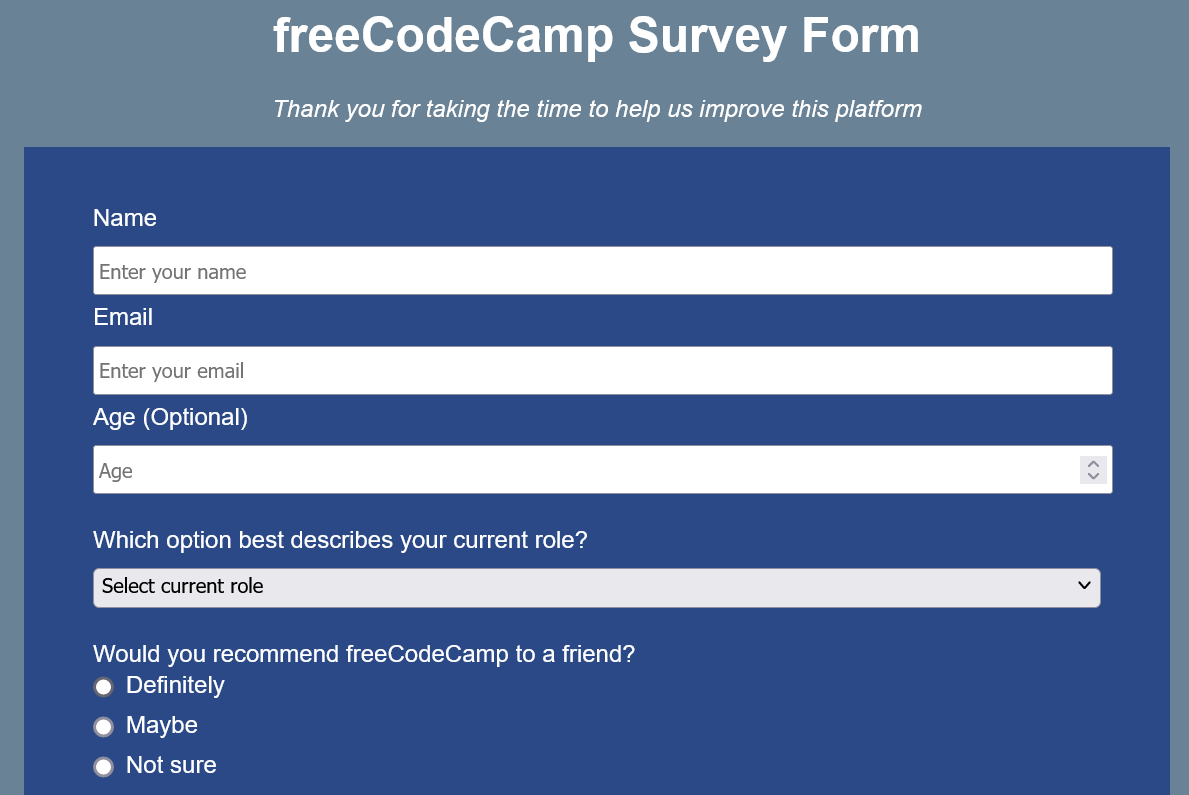 freeCodeCamp Survey Form
Thank you for taking the time to help us improve this platform
Name
Enter your name
Email
Enter your email
Age (Optional)
Age
Which option best describes your current role?
Select current role
Would you recommend freeCodeCamp to a friend?
Definitely
Maybe
Not sure